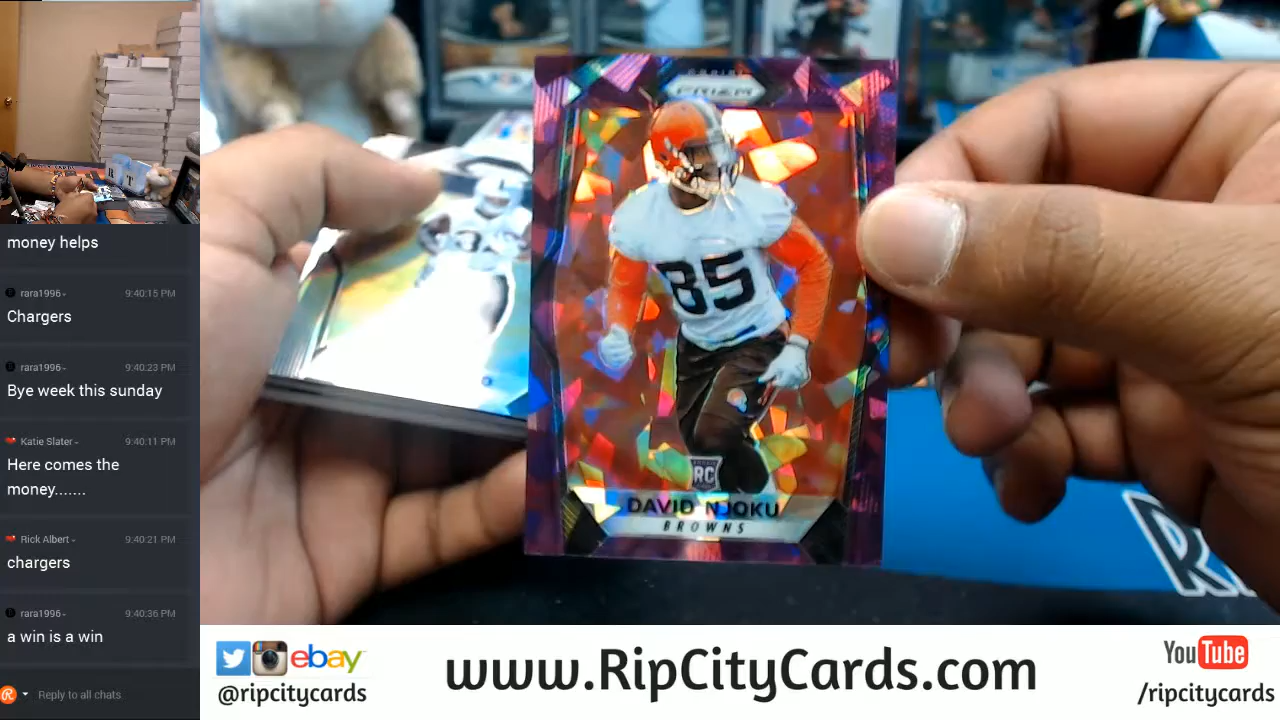 money helps
rara1996- 9:40:15 PM
Chargers
rara1996- 9:40:23 PM
Bye week this sunday
Katie Slater- 9:40:11 PM
Here comes the
money.......
Rick Albert- 9:40:21 PM
chargers
rara1996- 9:40:36 PM
a win is a win
Reply to all chats
PANINI
PRIZM
85
RC
DAVID NJOKU
BROWNS
ebay
@ripcitycards
www.RipCityCards.com
YouTube
/ripcitycards